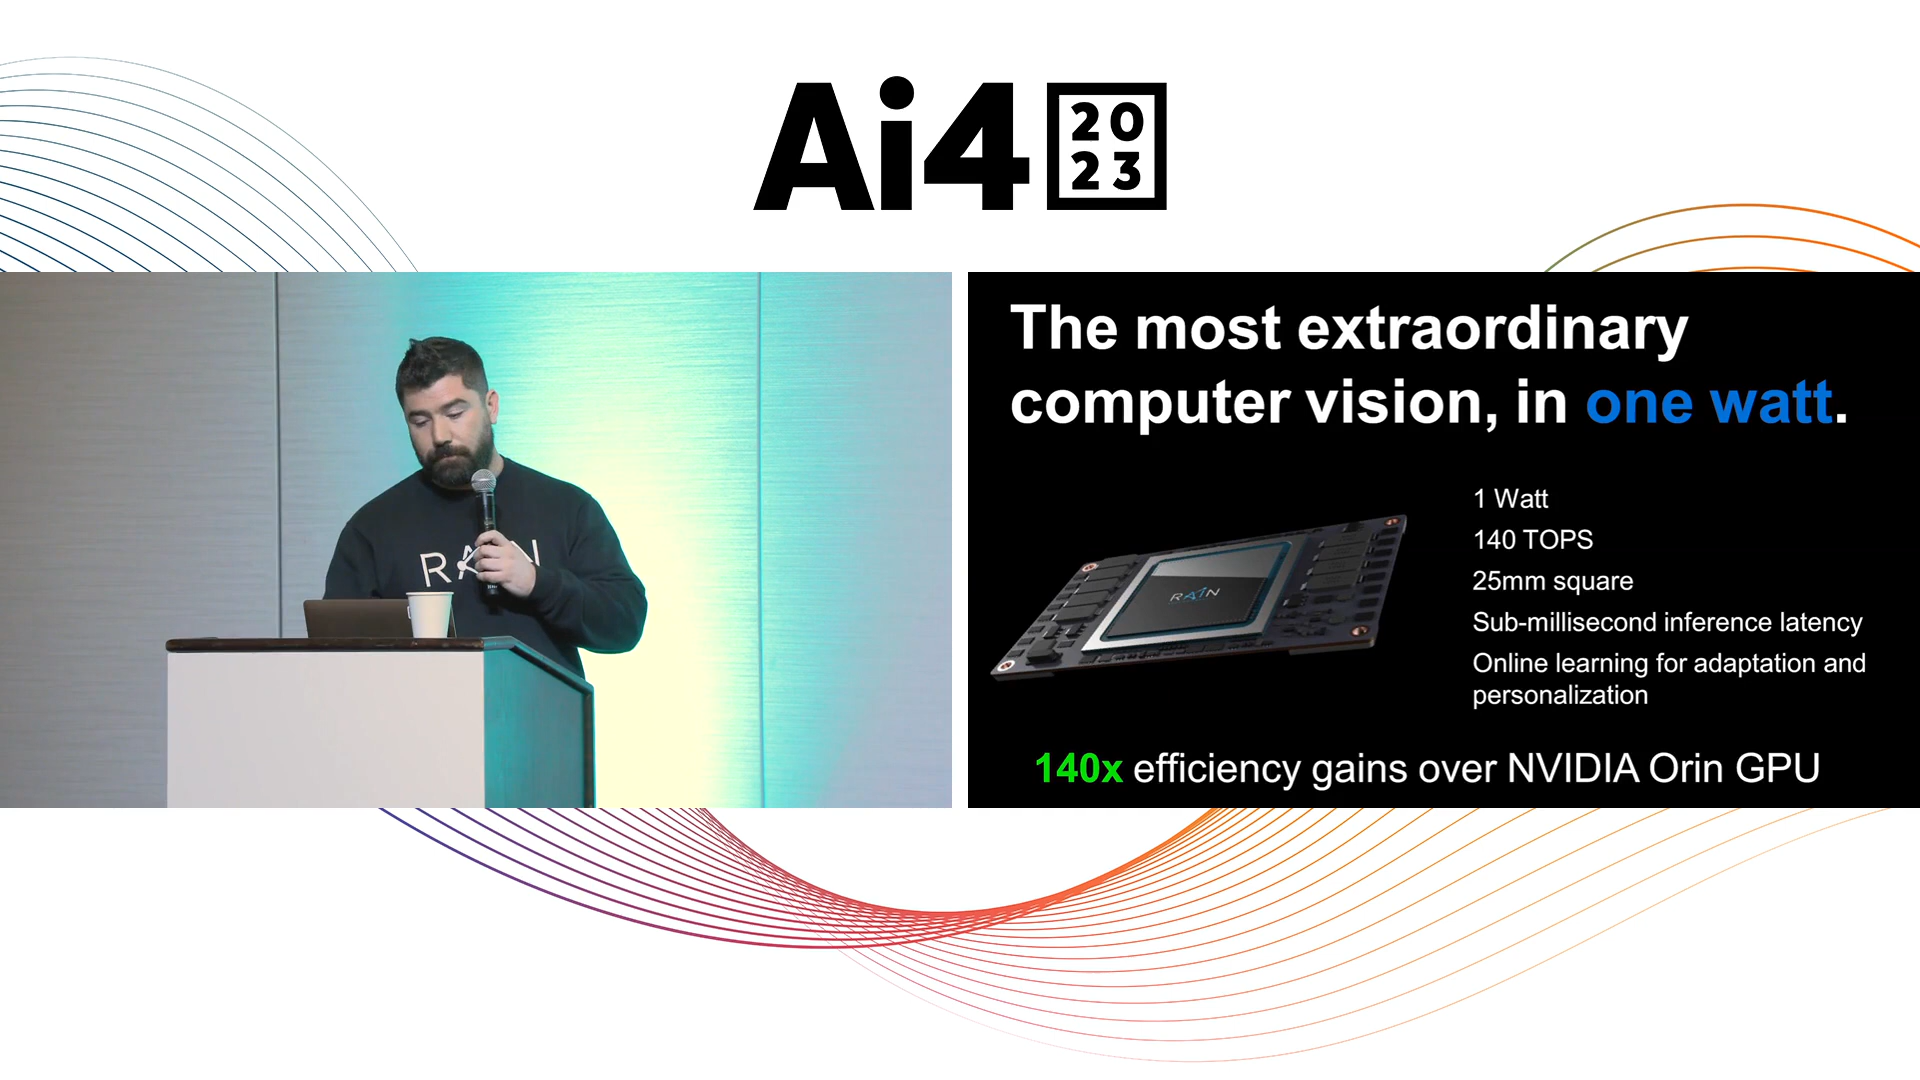 Ai4 20
23
RAIN
The most extraordinary
computer vision, in one watt.
1 Watt
140 TOPS
25mm square
Sub-millisecond inference latency
Online learning for adaptation and
personalization
RAIN
140x efficiency gains over NVIDIA Orin GPU